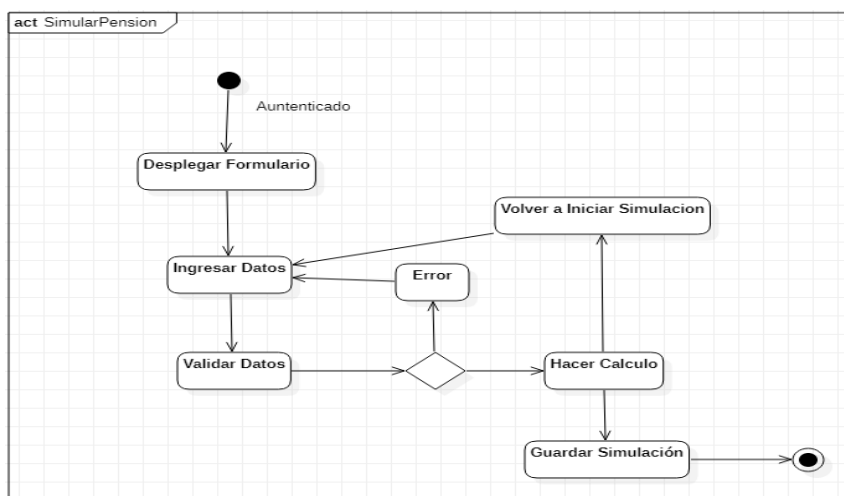 act SimularPension
Auntenticado
Desplegar Formulario
Volver a Iniciar Simulacion
Ingresar Datos
Error
Validar Datos
Hacer Calculo
Guardar Simulación